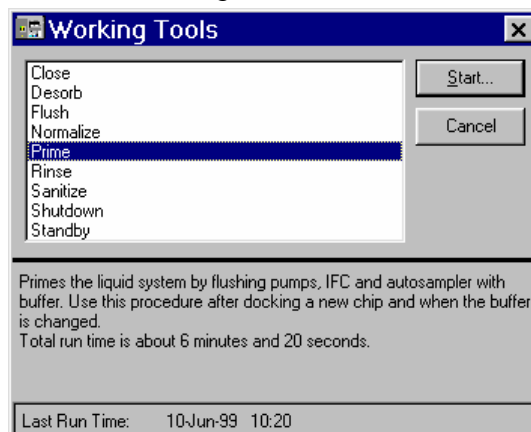 Working Tools
Close
Desorb
Flush
Normalize
Prime
Rinse
Sanitize
Shutdown
Standby
Start...
Cancel
Primes the liquid system by flushing pumps, IFC and autosampler with
buffer. Use this procedure after docking a new chip and when the buffer
is changed.
Total run time is about 6 minutes and 20 seconds.
Last Run Time: 10-Jun-99 10:20